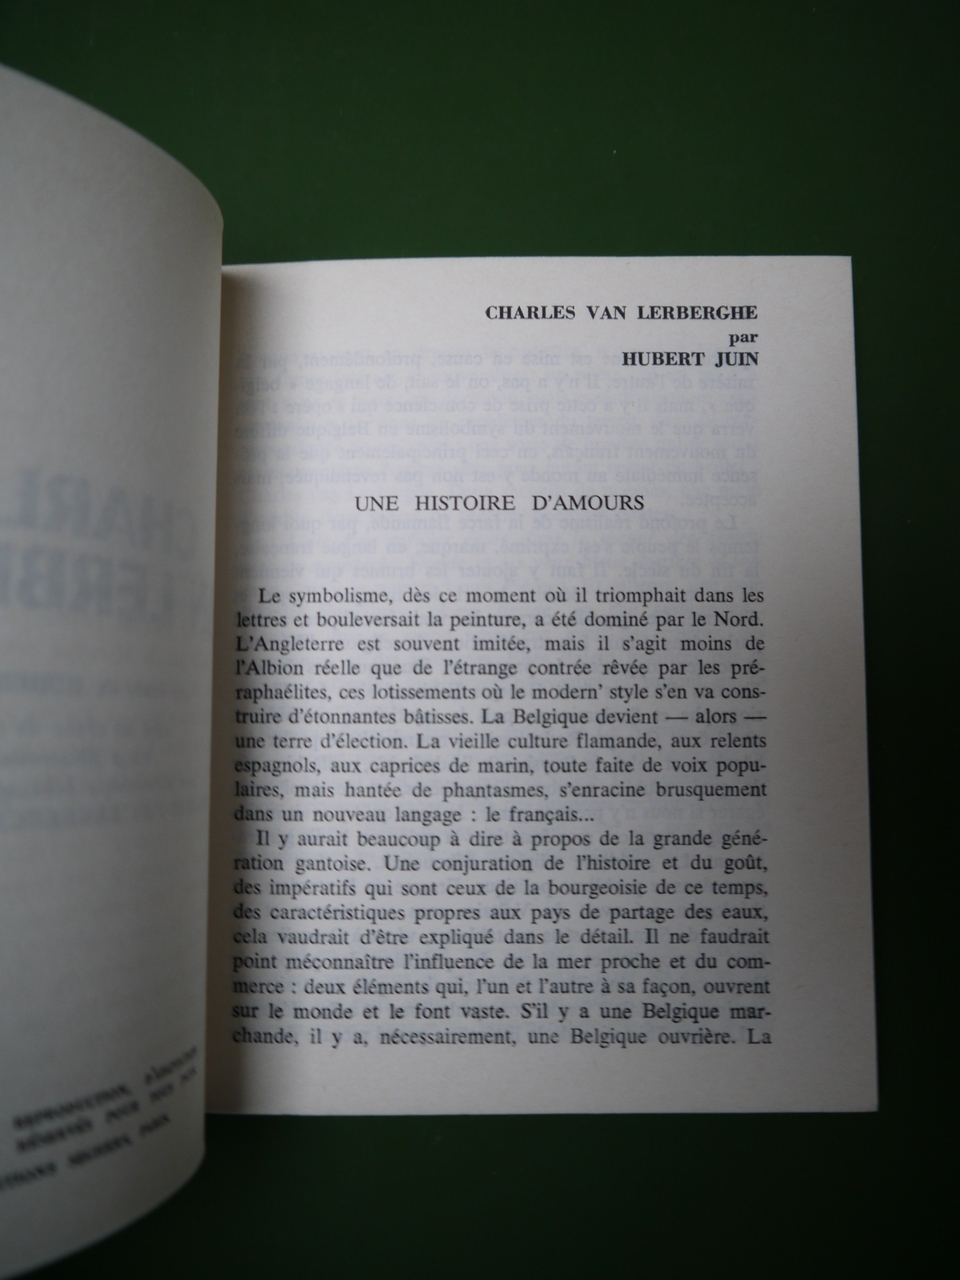 CHARLES VAN LERBERGHE
par
HUBERT JUIN
UNE HISTOIRE D'AMOURS
Le symbolisme, dès ce moment où il triomphait dans les
lettres et bouleversait la peinture, a été dominé par le Nord.
L'Angleterre est souvent imitée, mais il s'agit moins de
l'Albion réelle que de l'étrange contrée rêvée par les pré-
raphaélites, ces lotissements où le modern' style s'en va cons-
truire d'étonnantes bâtisses. La Belgique devient — alors —
une terre d'élection. La vieille culture flamande, aux relents
espagnols, aux caprices de marin, toute faite de voix popu-
laires, mais hantée de phantasmes, s'enracine brusquement
dans un nouveau langage : le français...
Il y aurait beaucoup à dire à propos de la grande géné-
ration gantoise. Une conjuration de l'histoire et du goût,
des impératifs qui sont ceux de la bourgeoisie de ce temps,
des caractéristiques propres aux pays de partage des eaux,
cela vaudrait d'être expliqué dans le détail. Il ne faudrait
point méconnaître l'influence de la mer proche et du com-
merce : deux éléments qui, l'un et l'autre à sa façon, ouvrent
sur le monde et le font vaste. S'il y a une Belgique mar-
chande, il y a, nécessairement, une Belgique ouvrière. La